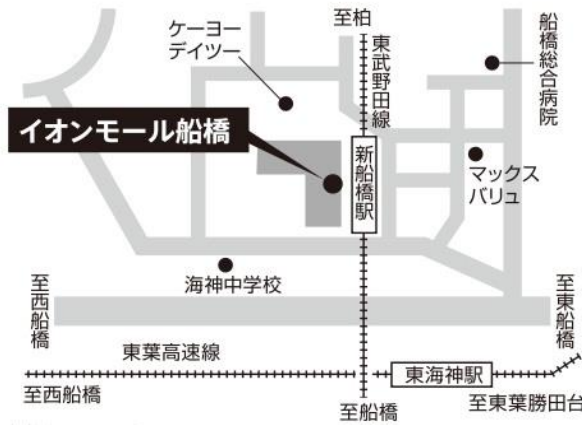 至柏
ケーヨー
デイツー
東武野田線
船橋総合病院
イオンモール船橋
新船橋駅
マックス
バリュ
海神中学校
至西船橋
至東船橋
東葉高速線
東海神駅
至西船橋
至船橋
至東葉勝田台